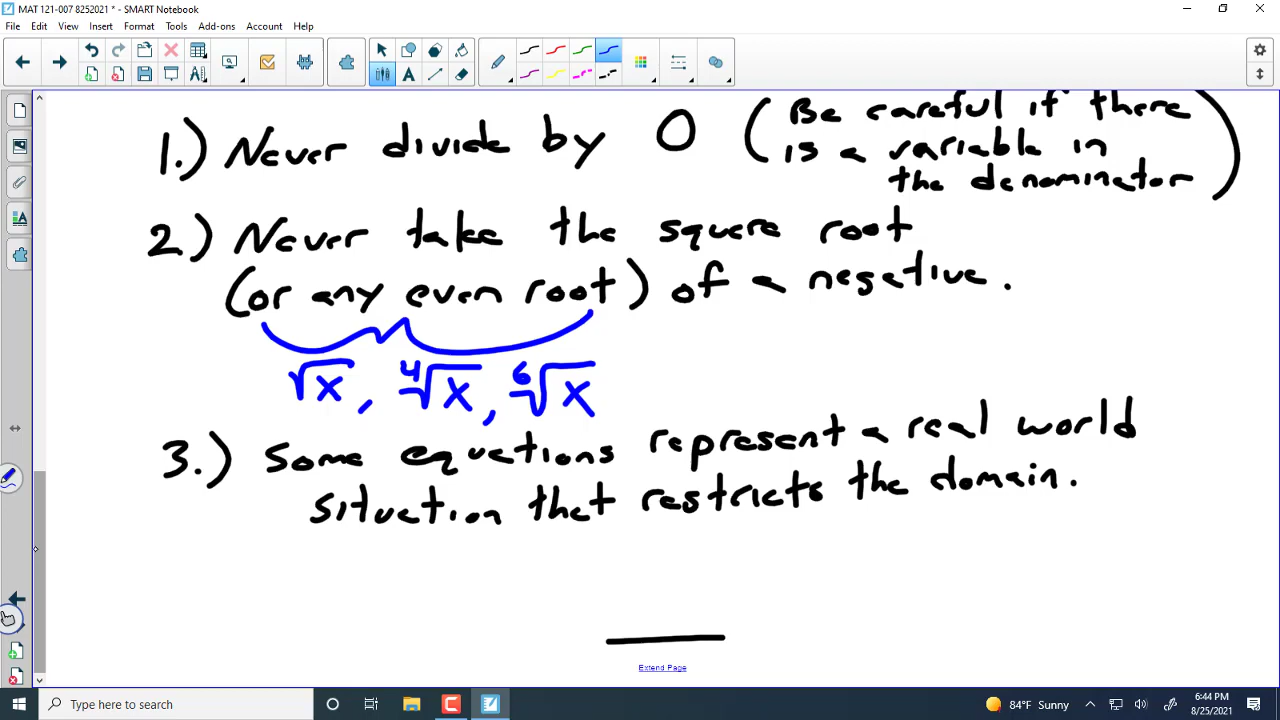 MAT 121-007 8252021 * - SMART Notebook
File Edit View Insert Format Tools Add-ons Account Help
1.) Never divide by 0 (Be careful if there
is a variable in
the denominator)
2.) Never take the square root
(or any even root) of a negative.
√x, ⁴√x, ⁶√x
3.) Some equations represent a real world
situation that restricts the domain.
Extend Page
Type here to search
84°F Sunny
6:44 PM
8/25/2021